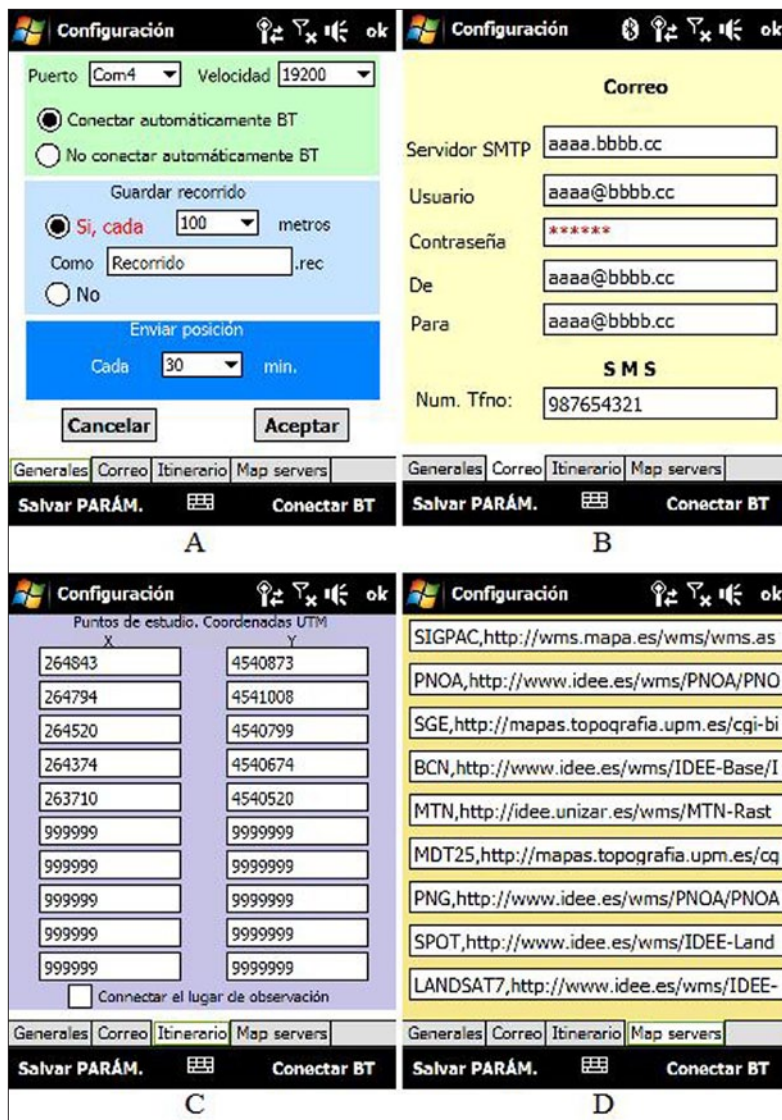 Configuración ok
Puerto Com4 Velocidad 19200
Conectar automáticamente BT
No conectar automáticamente BT
Guardar recorrido
Si, cada 100 metros
Como Recorrido .rec
No
Enviar posición
Cada 30 min.
Cancelar Aceptar
Generales Correo Itinerario Map servers
Salvar PARÁM. Conectar BT
A
Configuración ok
Correo
Servidor SMTP aaaa.bbbb.cc
Usuario aaaa@bbbb.cc
Contraseña ******
De aaaa@bbbb.cc
Para aaaa@bbbb.cc
S M S
Num. Tfno: 987654321
Generales Correo Itinerario Map servers
Salvar PARÁM. Conectar BT
B
Configuración ok
Puntos de estudio. Coordenadas UTM
X Y
264843 4540873
264794 4541008
264520 4540799
264374 4540674
263710 4540520
999999 9999999
999999 9999999
999999 9999999
999999 9999999
999999 9999999
Connectar el lugar de observación
Generales Correo Itinerario Map servers
Salvar PARÁM. Conectar BT
C
Configuración ok
SIGPAC,http://wms.mapa.es/wms/wms.as
PNOA,http://www.idee.es/wms/PNOA/PNO
SGE,http://mapas.topografia.upm.es/cgi-bi
BCN,http://www.idee.es/wms/IDEE-Base/I
MTN,http://idee.unizar.es/wms/MTN-Rast
MDT25,http://mapas.topografia.upm.es/cg
PNG,http://www.idee.es/wms/PNOA/PNOA
SPOT,http://www.idee.es/wms/IDEE-Land
LANDSAT7,http://www.idee.es/wms/IDEE-
Generales Correo Itinerario Map servers
Salvar PARÁM. Conectar BT
D